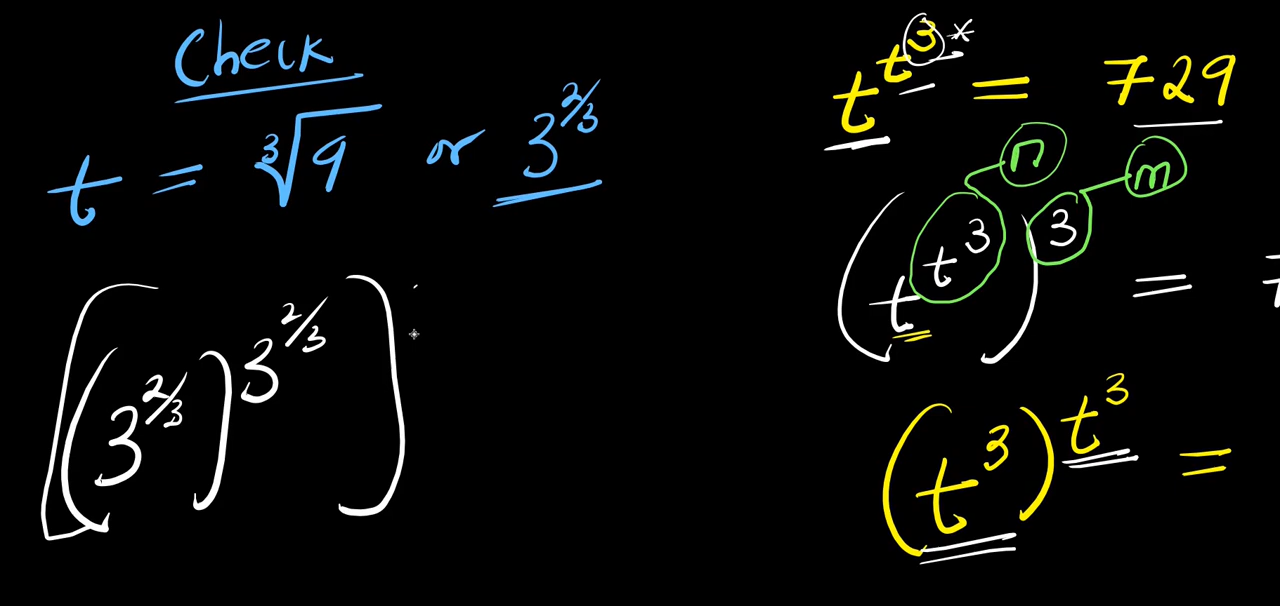 Check
t = ∛9 or 3^(2/3)
[(3^(2/3))^3^(2/3)]
t^t^3* = 729
n
m
(t^t^3)^3 =
(t^3)^t^3 =